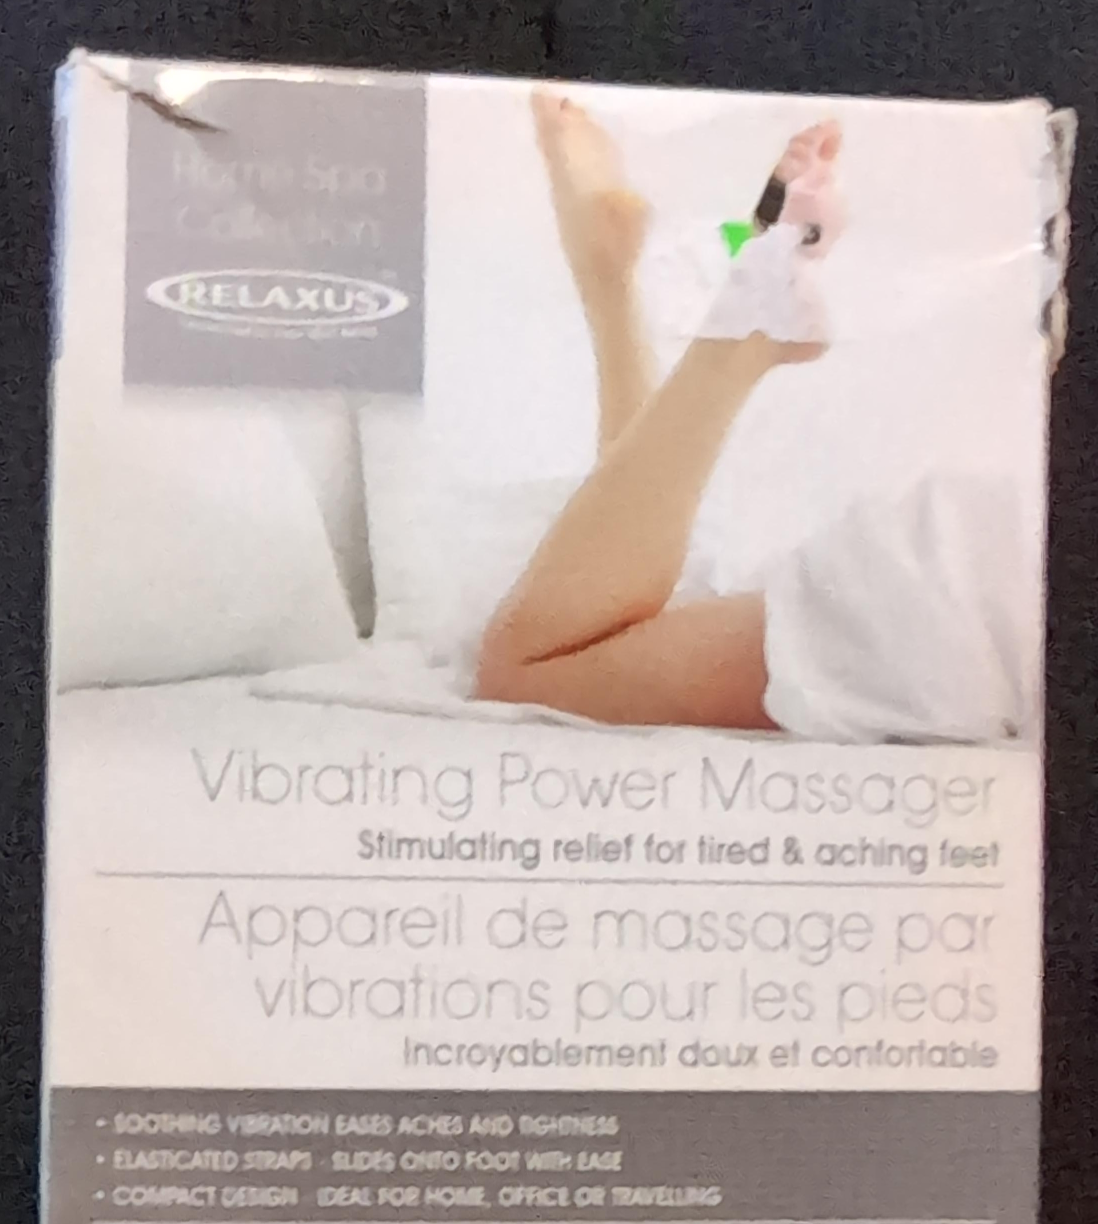 Home Spa
Collection
RELAXUS
Vibrating Power Massager
Stimulating relief for tired & aching feet
Appareil de massage par
vibrations pour les pieds
Incroyablement doux et confortable
• SOOTHING VIBRATION EASES ACHES AND TIGHTNESS
• ELASTICATED STRAPS - SLIDES ONTO FOOT WITH EASE
• COMPACT DESIGN IDEAL FOR HOME, OFFICE OR TRAVELLING